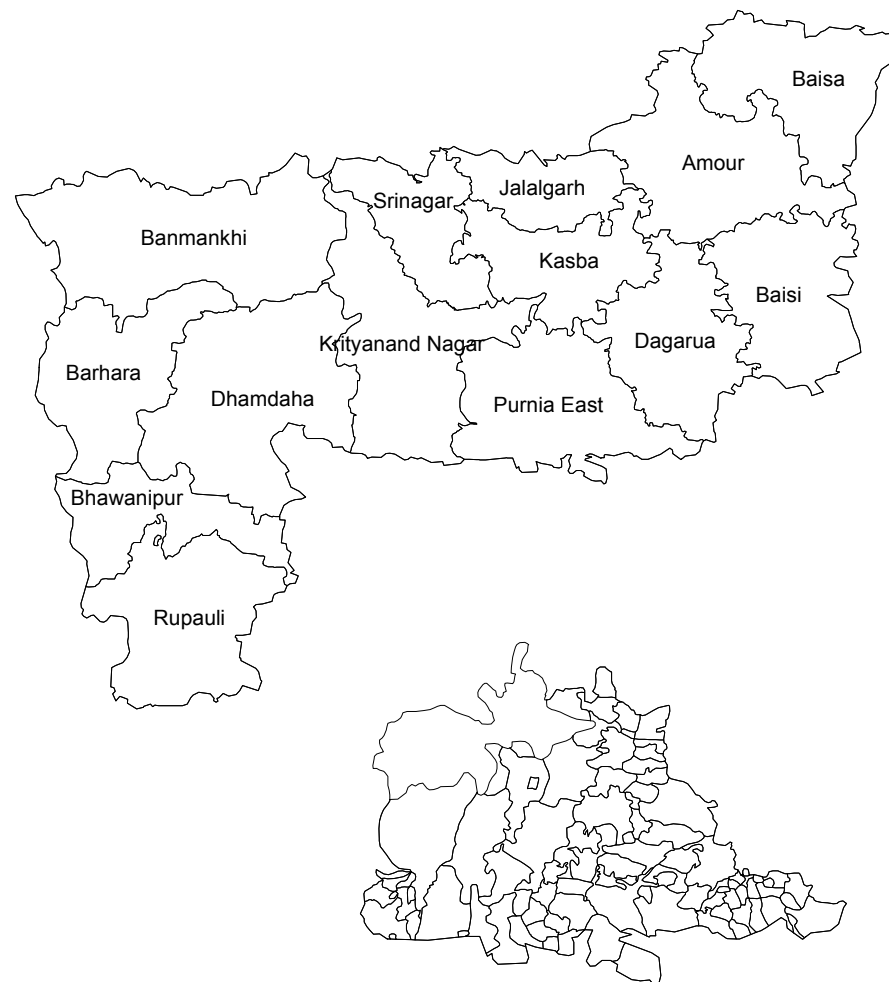 Baisa
Amour
Jalalgarh
Srinagar
Banmankhi
Kasba
Baisi
Krityanand Nagar
Dagarua
Barhara
Dhamdaha
Purnia East
Bhawanipur
Rupauli